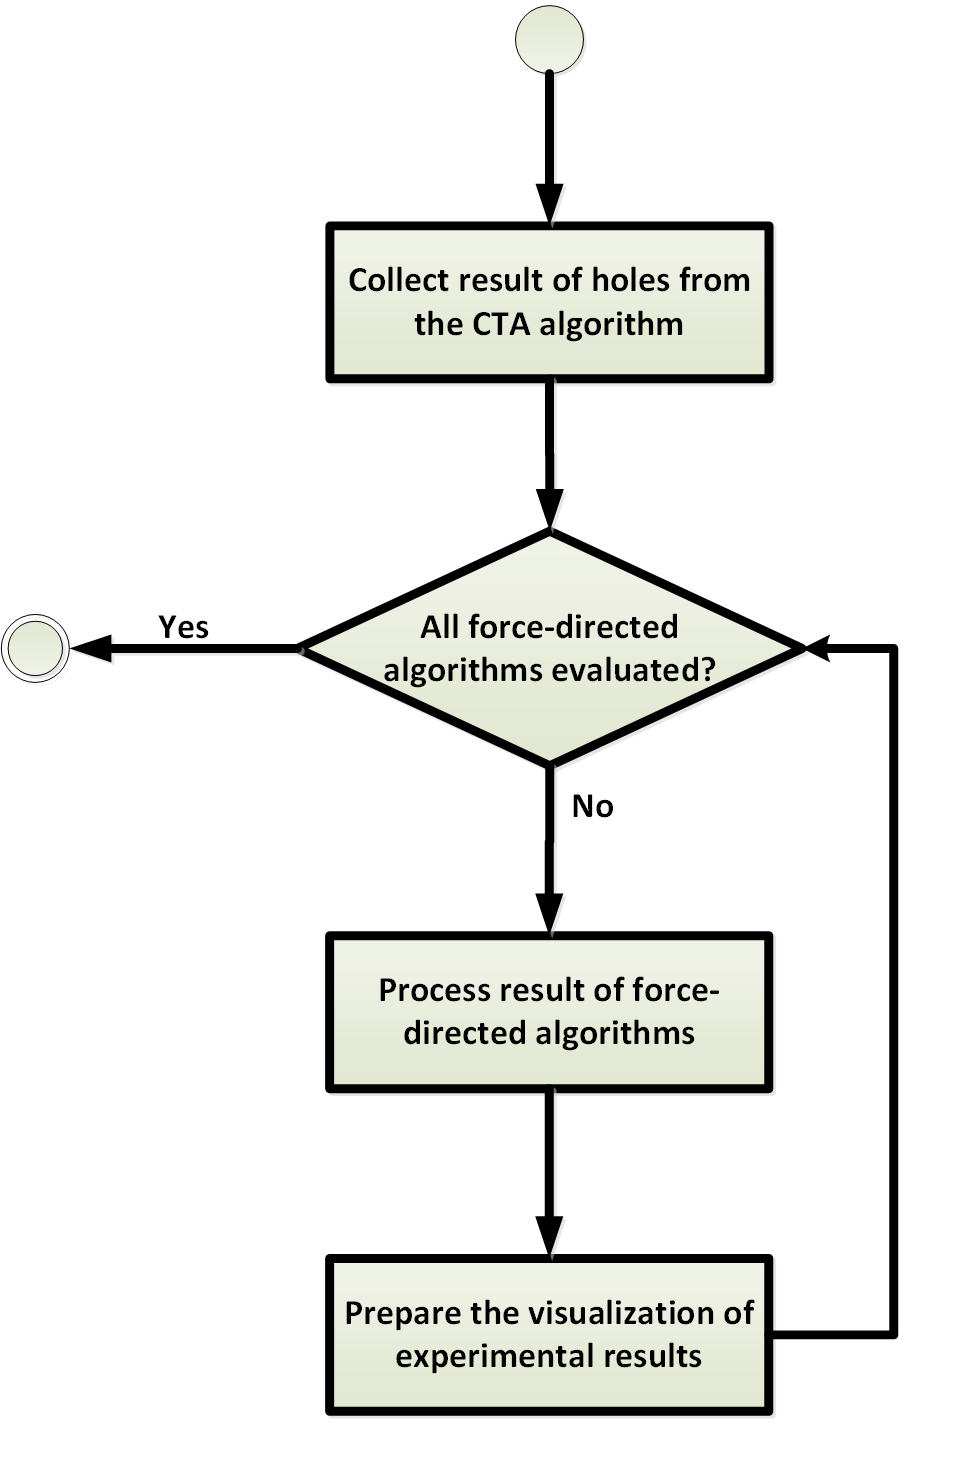 Collect result of holes from
the CTA algorithm
All force-directed
algorithms evaluated?
Yes
No
Process result of force-
directed algorithms
Prepare the visualization of
experimental results